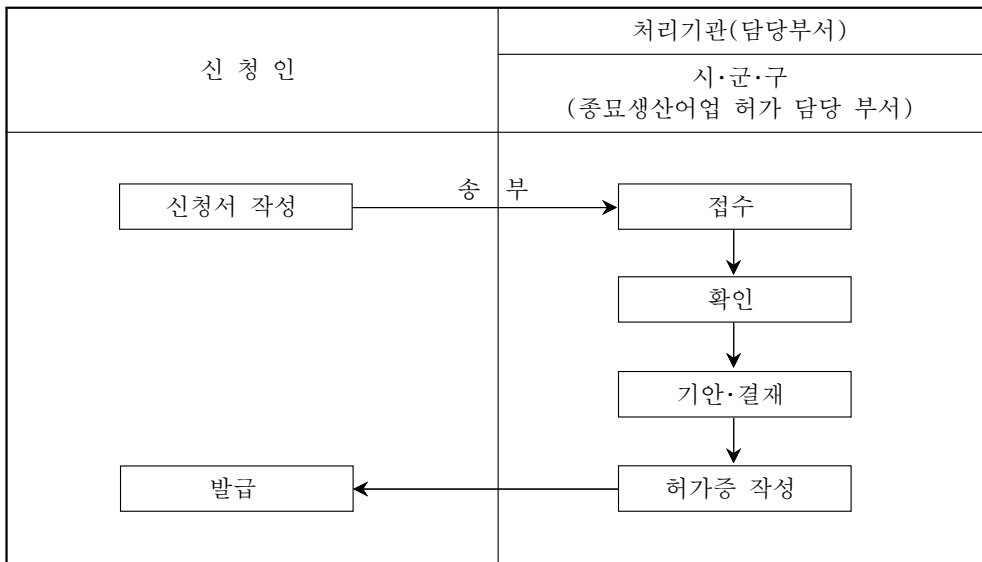 신 청 인
처리기관(담당부서)
시·군·구
(종묘생산어업 허가 담당 부서)
신청서 작성
송 부
접수
확인
기안·결재
발급
허가증 작성